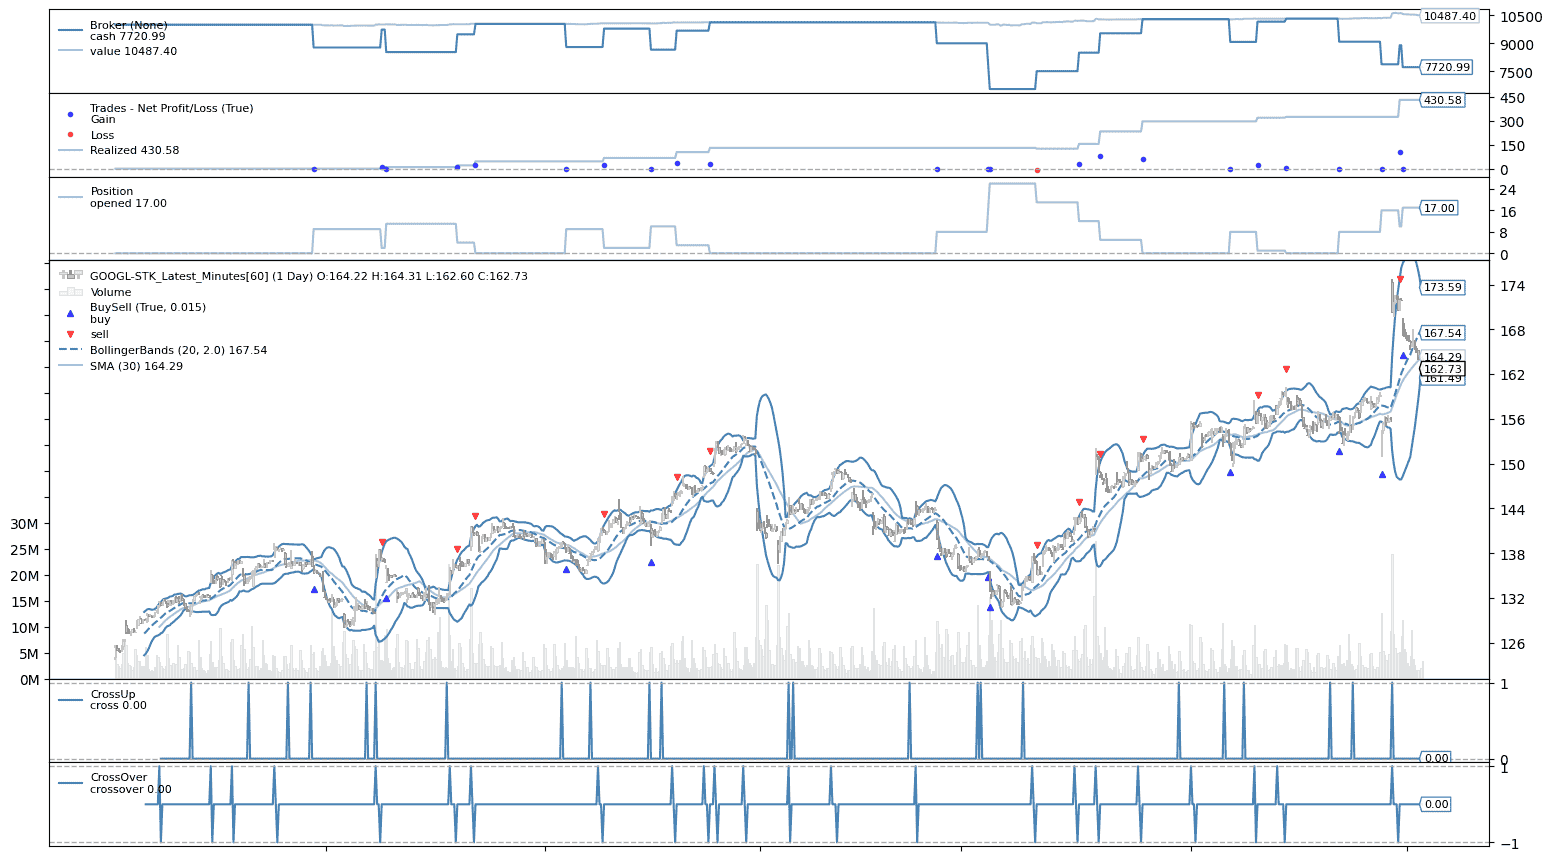 Broker (None)
cash 7720.99
value 10487.40
10487.40
7720.99
10500
9000
7500
Trades - Net Profit/Loss (True)
Gain
Loss
Realized 430.58
430.58
450
300
150
0
Position
opened 17.00
17.00
24
16
8
0
GOOGL-STK_Latest_Minutes[60] (1 Day) O:164.22 H:164.31 L:162.60 C:162.73
Volume
BuySell (True, 0.015)
buy
sell
BollingerBands (20, 2.0) 167.54
SMA (30) 164.29
173.59
167.54
164.29
162.73
161.49
174
168
162
156
150
144
138
132
126
30M
25M
20M
15M
10M
5M
0M
CrossUp
cross 0.00
0.00
1
0
CrossOver
crossover 0.00
0.00
1
−1